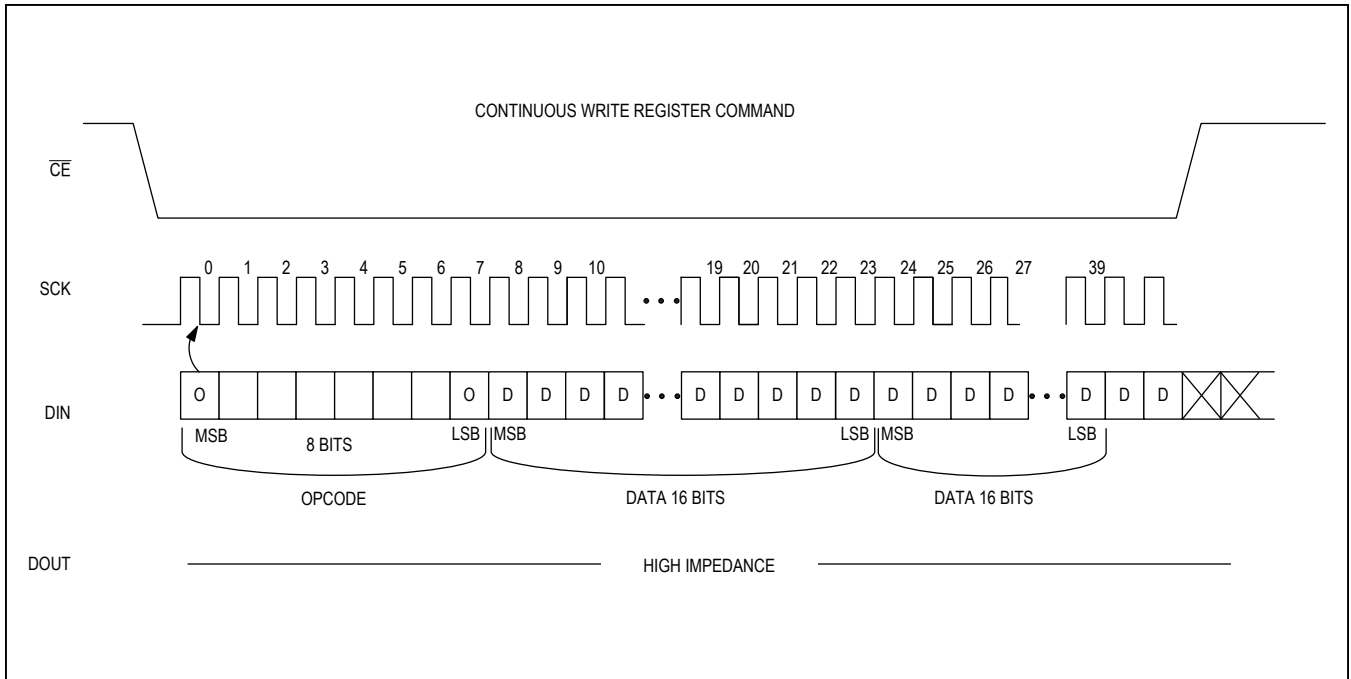 CONTINUOUS WRITE REGISTER COMMAND
CE
SCK 0 1 2 3 4 5 6 7 8 9 10 • • • 19 20 21 22 23 24 25 26 27 39
DIN O O D D D D • • • D D D D D D D D D • • • D D D
MSB 8 BITS LSB MSB LSB MSB LSB
OPCODE DATA 16 BITS DATA 16 BITS
DOUT HIGH IMPEDANCE